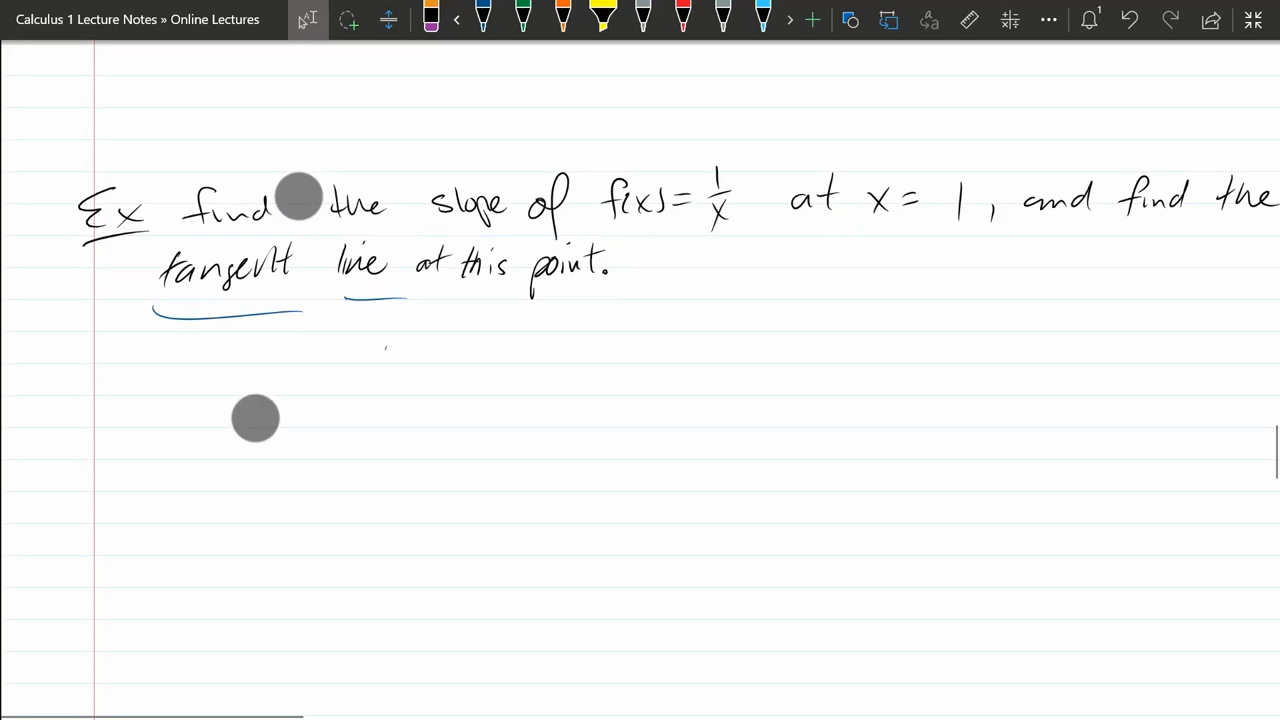 Calculus 1 Lecture Notes » Online Lectures
Ex find the slope of f(x)= 1/x at x= 1, and find the
tangent line at this point.